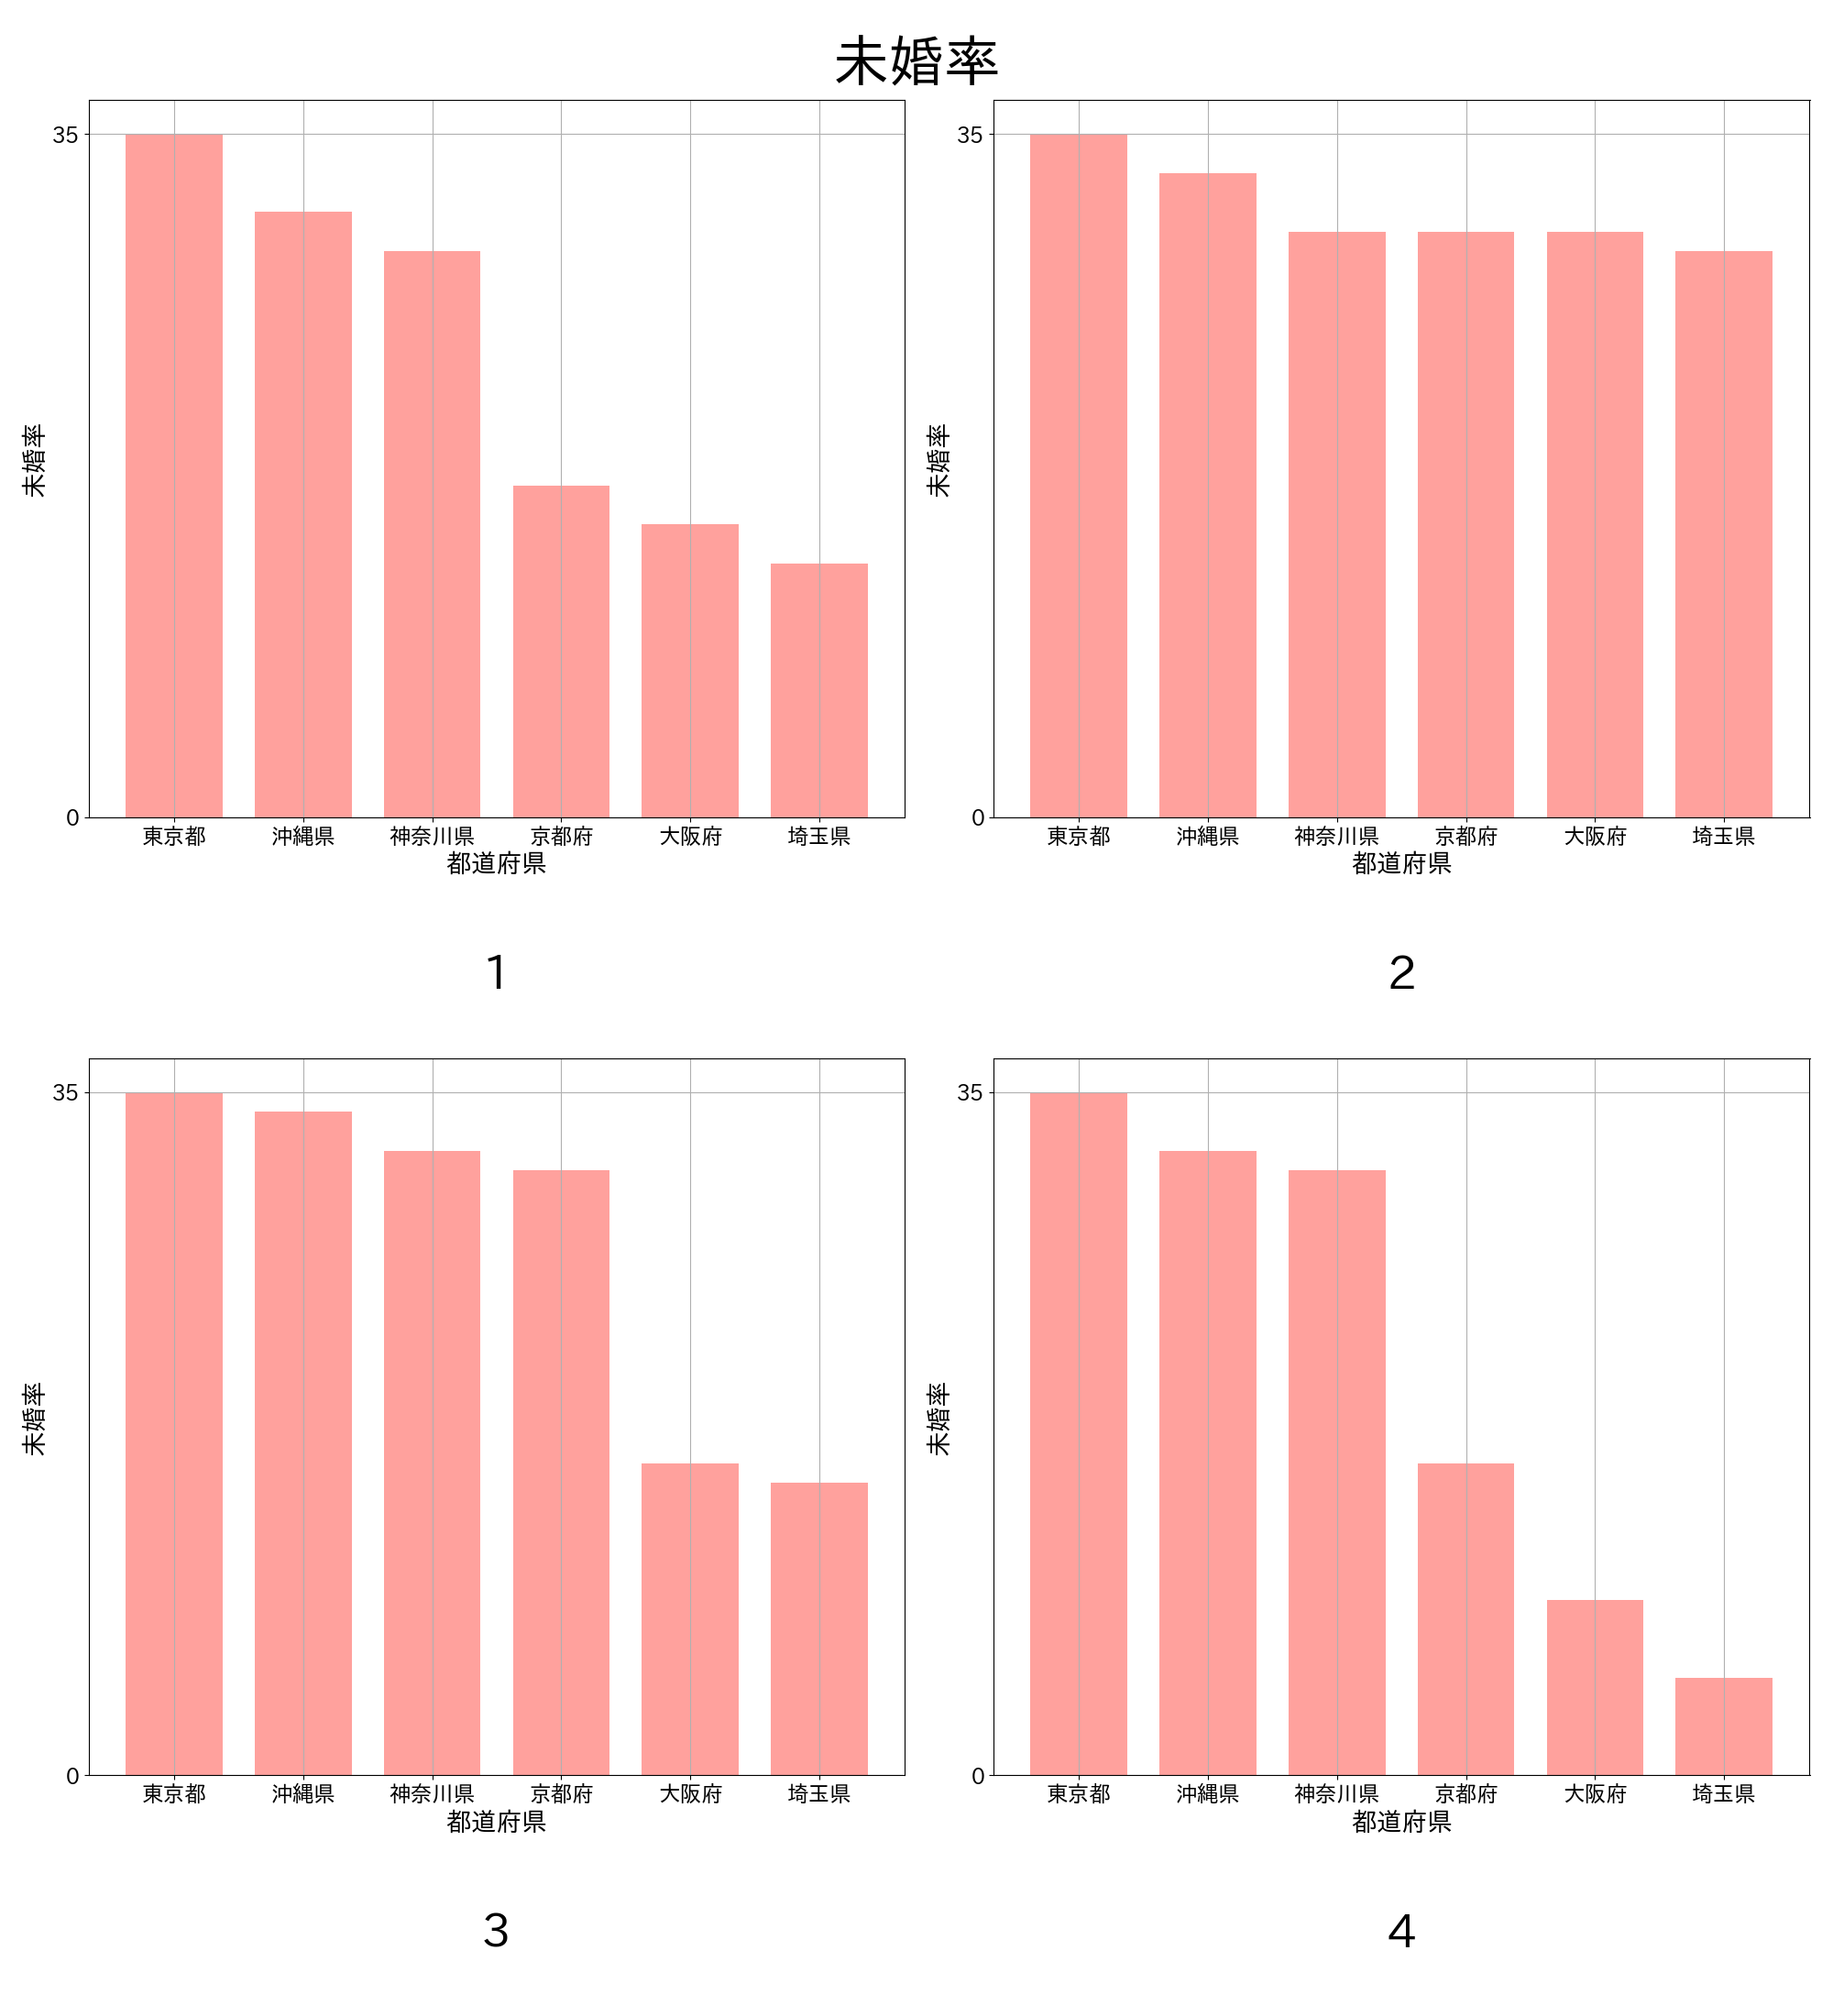 未婚率
35
0
未婚率
東京都 沖縄県 神奈川県 京都府 大阪府 埼玉県
都道府県
1
35
0
未婚率
東京都 沖縄県 神奈川県 京都府 大阪府 埼玉県
都道府県
2
35
0
未婚率
東京都 沖縄県 神奈川県 京都府 大阪府 埼玉県
都道府県
3
35
0
未婚率
東京都 沖縄県 神奈川県 京都府 大阪府 埼玉県
都道府県
4